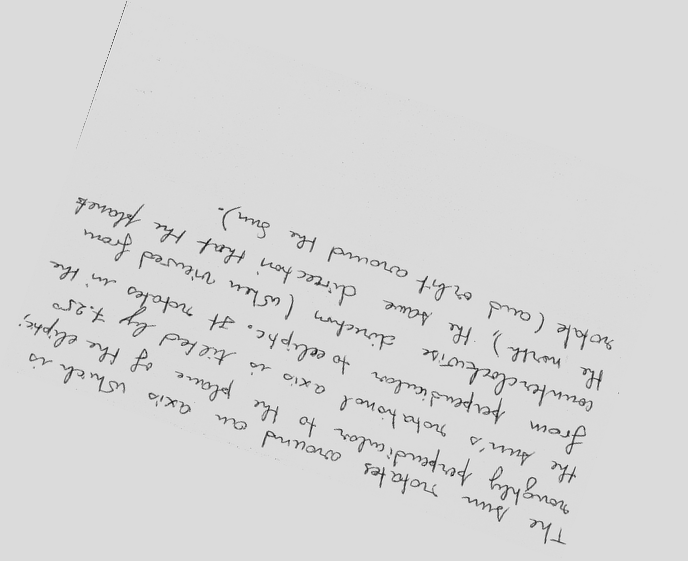 The sun rotates around an axis which is
roughly perpendicular to the plane of the eliptic;
the sun's rotational axis is tilted by 7.25°
from perpendicular to ecliptic. It rotates in the
counterclockwise direction (when viewed from
the north), the same direction that the planets
rotate (and orbit around the Sun).